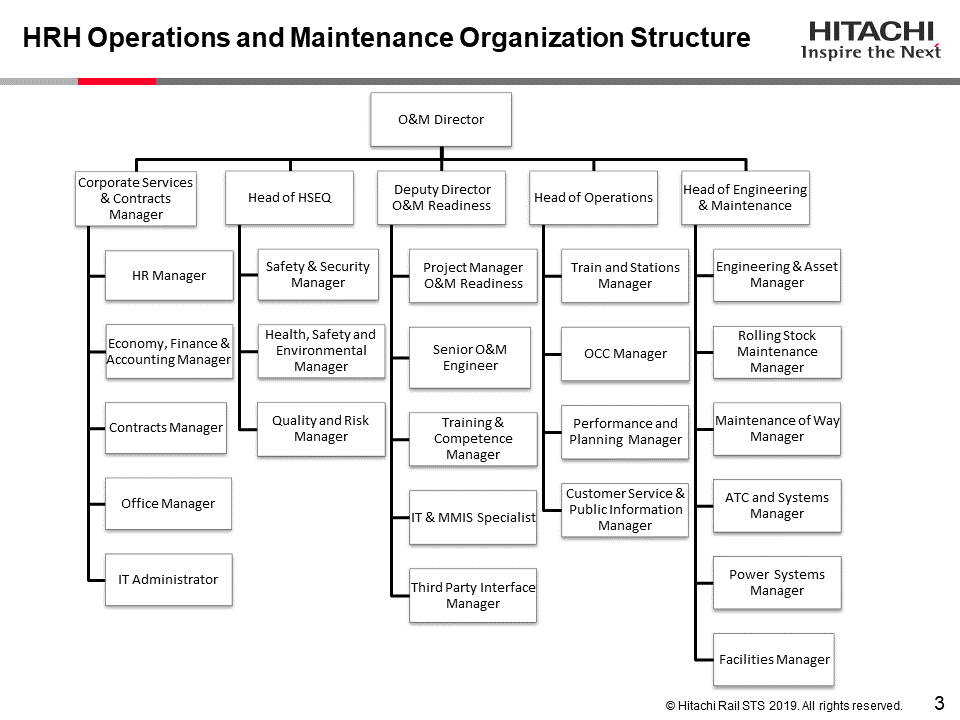 HRH Operations and Maintenance Organization Structure
HITACHI
Inspire the Next
O&M Director
Corporate Services
& Contracts
Manager
HR Manager
Economy, Finance &
Accounting Manager
Contracts Manager
Office Manager
IT Administrator
Head of HSEQ
Safety & Security
Manager
Health, Safety and
Environmental
Manager
Quality and Risk
Manager
Deputy Director
O&M Readiness
Project Manager
O&M Readiness
Senior O&M
Engineer
Training &
Competence
Manager
IT & MMIS Specialist
Third Party Interface
Manager
Head of Operations
Train and Stations
Manager
OCC Manager
Performance and
Planning Manager
Customer Service &
Public Information
Manager
Head of Engineering
& Maintenance
Engineering & Asset
Manager
Rolling Stock
Maintenance
Manager
Maintenance of Way
Manager
ATC and Systems
Manager
Power Systems
Manager
Facilities Manager
© Hitachi Rail STS 2019. All rights reserved.
3